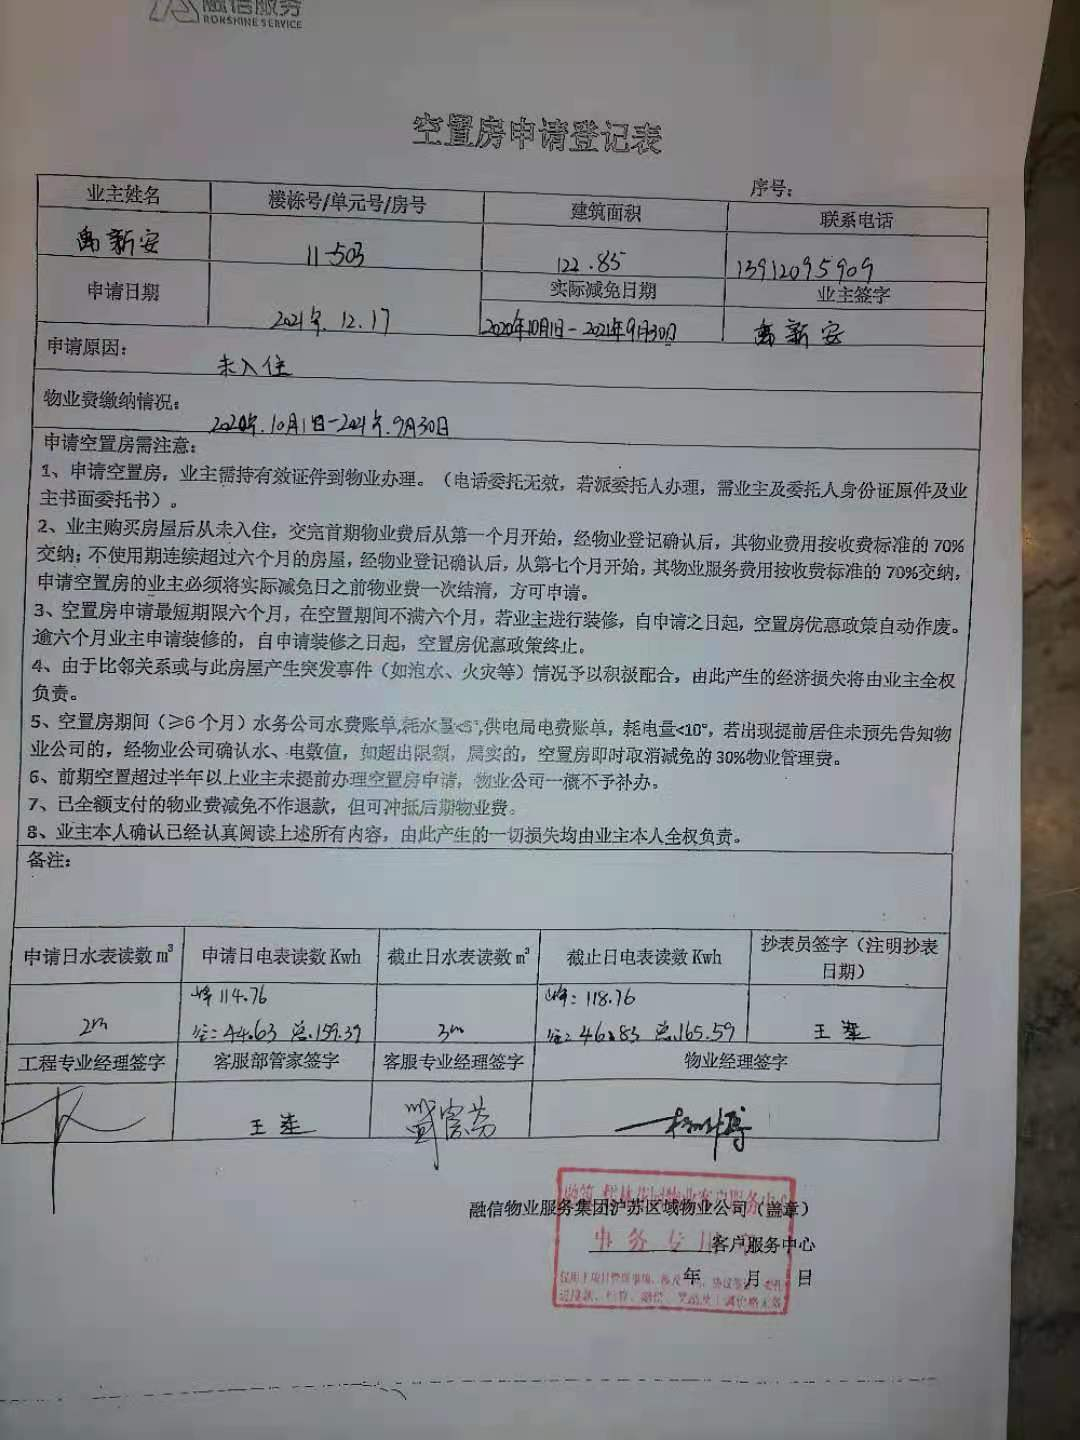 融信服务
RONSHINE SERVICE
空置房申请登记表
序号：
业主姓名 楼栋号/单元号/房号 建筑面积 联系电话
禹新安 11-503 122.85 13912095909
申请日期 2021年.12.17 实际减免日期 业主签字
2020年10月1日-2021年9月30日 禹新安
申请原因： 未入住
物业费缴纳情况： 2020年.10月1日-2021年.9月30日
申请空置房需注意：
1、申请空置房，业主需持有效证件到物业办理。（电话委托无效，若派委托人办理，需业主及委托人身份证原件及业
主书面委托书）。
2、业主购买房屋后从未入住，交完首期物业费后从第一个月开始，经物业登记确认后，其物业费用按收费标准的 70%
交纳；不使用期连续超过六个月的房屋，经物业登记确认后，从第七个月开始，其物业服务费用按收费标准的 70%交纳，
申请空置房的业主必须将实际减免日之前物业费一次结清，方可申请。
3、空置房申请最短期限六个月，在空置期间不满六个月，若业主进行装修，自申请之日起，空置房优惠政策自动作废。
逾六个月业主申请装修的，自申请装修之日起，空置房优惠政策终止。
4、由于比邻关系或与此房屋产生突发事件（如泡水、火灾等）情况予以积极配合，由此产生的经济损失将由业主全权
负责。
5、空置房期间（≥6 个月）水务公司水费账单,耗水量<5°,供电局电费账单，耗电量<10°，若出现提前居住未预先告知物
业公司的，经物业公司确认水、电数值，如超出限额，属实的，空置房即时取消减免的 30%物业管理费。
6、前期空置超过半年以上业主未提前办理空置房申请，物业公司一概不予补办。
7、已全额支付的物业费减免不作退款，但可冲抵后期物业费。
8、业主本人确认已经认真阅读上述所有内容，由此产生的一切损失均由业主本人全权负责。
备注：
申请日水表读数 m³ 申请日电表读数 Kwh 截止日水表读数 m³ 截止日电表读数 Kwh 抄表员签字（注明抄表
日期）
峰 114.76 峰：118.76
2m 谷：44.63 总.159.39 3m 谷：46.83 总.165.59 王
工程专业经理签字 客服部管家签字 客服专业经理签字 物业经理签字
王
融信物业服务集团沪苏区域物业公司（盖章）
客户服务中心
年 月 日